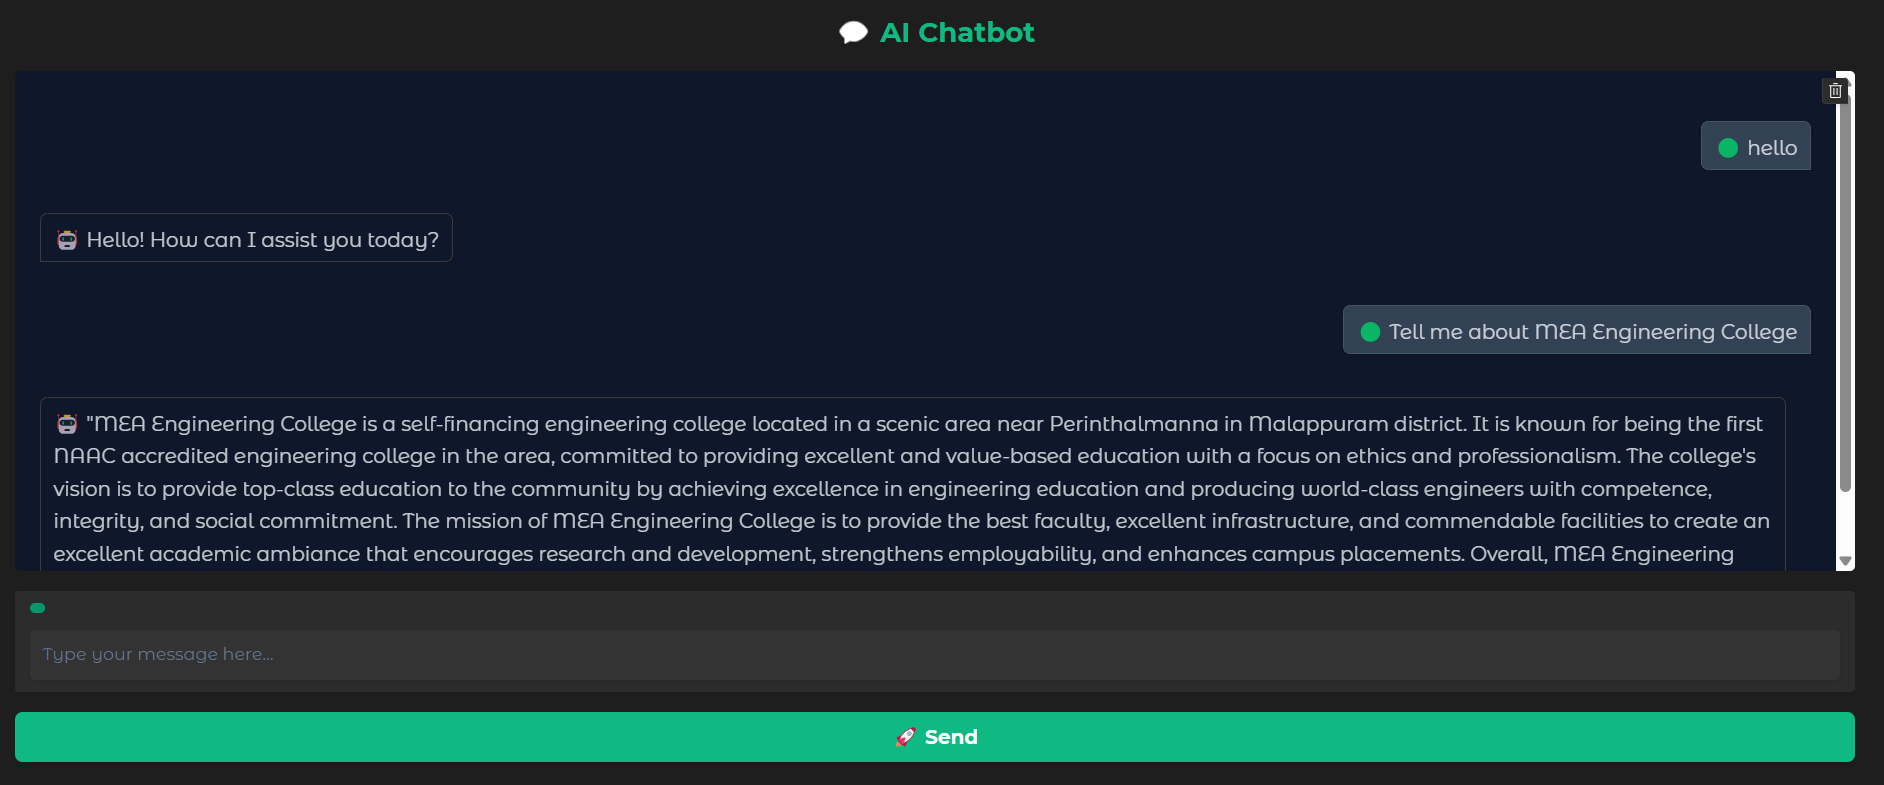 AI Chatbot
hello
Hello! How can I assist you today?
Tell me about MEA Engineering College
"MEA Engineering College is a self-financing engineering college located in a scenic area near Perinthalmanna in Malappuram district. It is known for being the first
NAAC accredited engineering college in the area, committed to providing excellent and value-based education with a focus on ethics and professionalism. The college's
vision is to provide top-class education to the community by achieving excellence in engineering education and producing world-class engineers with competence,
integrity, and social commitment. The mission of MEA Engineering College is to provide the best faculty, excellent infrastructure, and commendable facilities to create an
excellent academic ambiance that encourages research and development, strengthens employability, and enhances campus placements. Overall, MEA Engineering
Type your message here...
Send